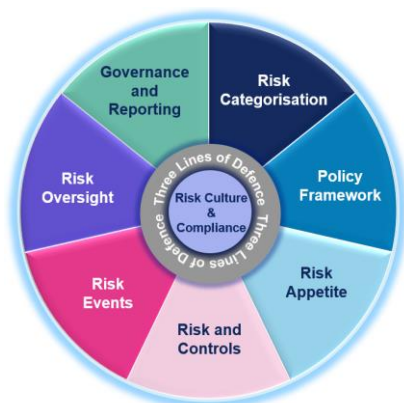 Governance
and
Reporting
Risk
Categorisation
Policy
Framework
Risk
Appetite
Risk and
Controls
Risk
Events
Risk
Oversight
Three Lines of Defence
Three Lines of Defence
Risk Culture
&
Compliance